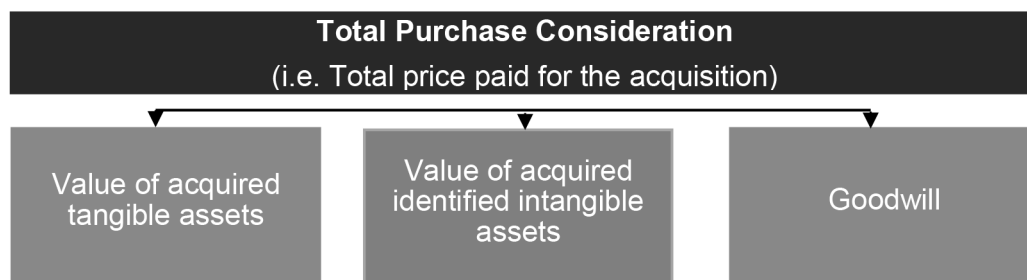 Total Purchase Consideration
(i.e. Total price paid for the acquisition)
Value of acquired
tangible assets
Value of acquired
identified intangible
assets
Goodwill